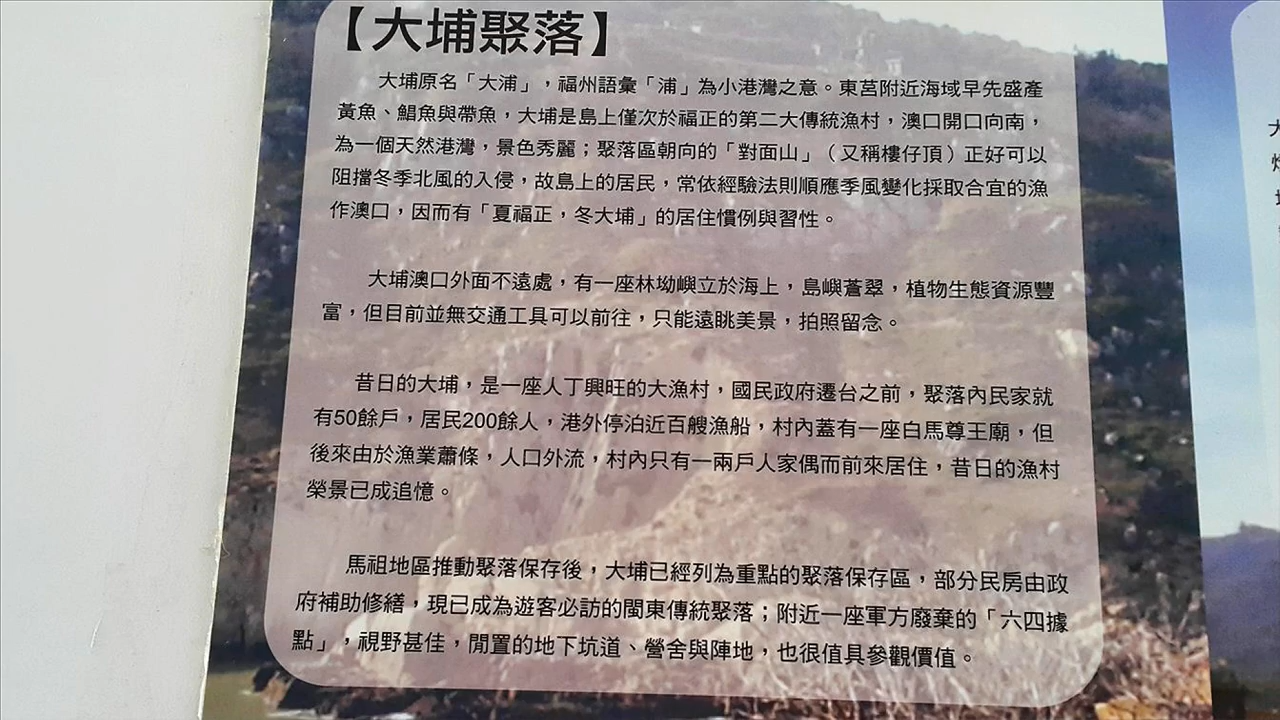 【大埔聚落】
大埔原名「大浦」，福州語彙「浦」為小港灣之意。東莒附近海域早先盛產
黃魚、鯧魚與帶魚，大埔是島上僅次於福正的第二大傳統漁村，澳口開口向南，
為一個天然港灣，景色秀麗；聚落區朝向的「對面山」（又稱樓仔頂）正好可以
阻擋冬季北風的入侵，故島上的居民，常依經驗法則順應季風變化採取合宜的漁
作澳口，因而有「夏福正，冬大埔」的居住慣例與習性。
大埔澳口外面不遠處，有一座林坳嶼立於海上，島嶼蒼翠，植物生態資源豐
富，但目前並無交通工具可以前往，只能遠眺美景，拍照留念。
昔日的大埔，是一座人丁興旺的大漁村，國民政府遷台之前，聚落內民家就
有50餘戶，居民200餘人，港外停泊近百艘漁船，村內蓋有一座白馬尊王廟，但
後來由於漁業蕭條，人口外流，村內只有一兩戶人家偶而前來居住，昔日的漁村
榮景已成追憶。
馬祖地區推動聚落保存後，大埔已經列為重點的聚落保存區，部分民房由政
府補助修繕，現已成為遊客必訪的閩東傳統聚落；附近一座軍方廢棄的「六四據
點」，視野甚佳，閒置的地下坑道、營舍與陣地，也很值具參觀價值。